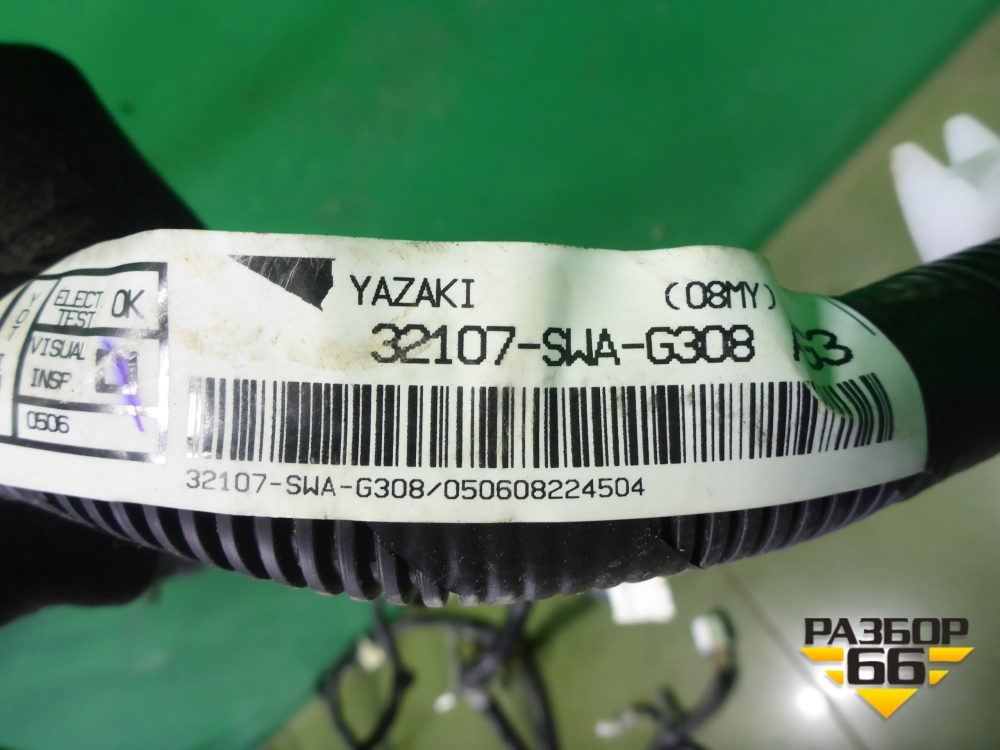 YAZAKI (08MY)
32107-SWA-G308
32107-SWA-G308/050608224504
ELECT
TEST
OK
VISUAL
INSP
0506
РАЗБОР
66